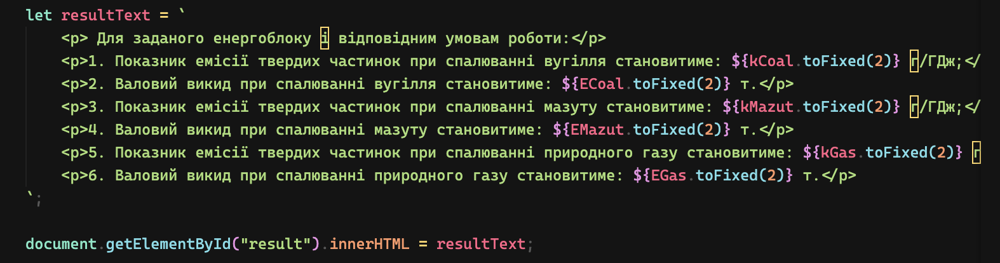 let resultText = `
<p> Для заданого енергоблоку і відповідним умовам роботи:</p>
<p>1. Показник емісії твердих частинок при спалюванні вугілля становитиме: ${kCoal.toFixed(2)} г/ГДж;</
<p>2. Валовий викид при спалюванні вугілля становитиме: ${ECoal.toFixed(2)} т.</p>
<p>3. Показник емісії твердих частинок при спалюванні мазуту становитиме: ${kMazut.toFixed(2)} г/ГДж;</
<p>4. Валовий викид при спалюванні мазуту становитиме: ${EMazut.toFixed(2)} т.</p>
<p>5. Показник емісії твердих частинок при спалюванні природного газу становитиме: ${kGas.toFixed(2)} г
<p>6. Валовий викид при спалюванні природного газу становитиме: ${EGas.toFixed(2)} т.</p>
`;
document.getElementById("result").innerHTML = resultText;